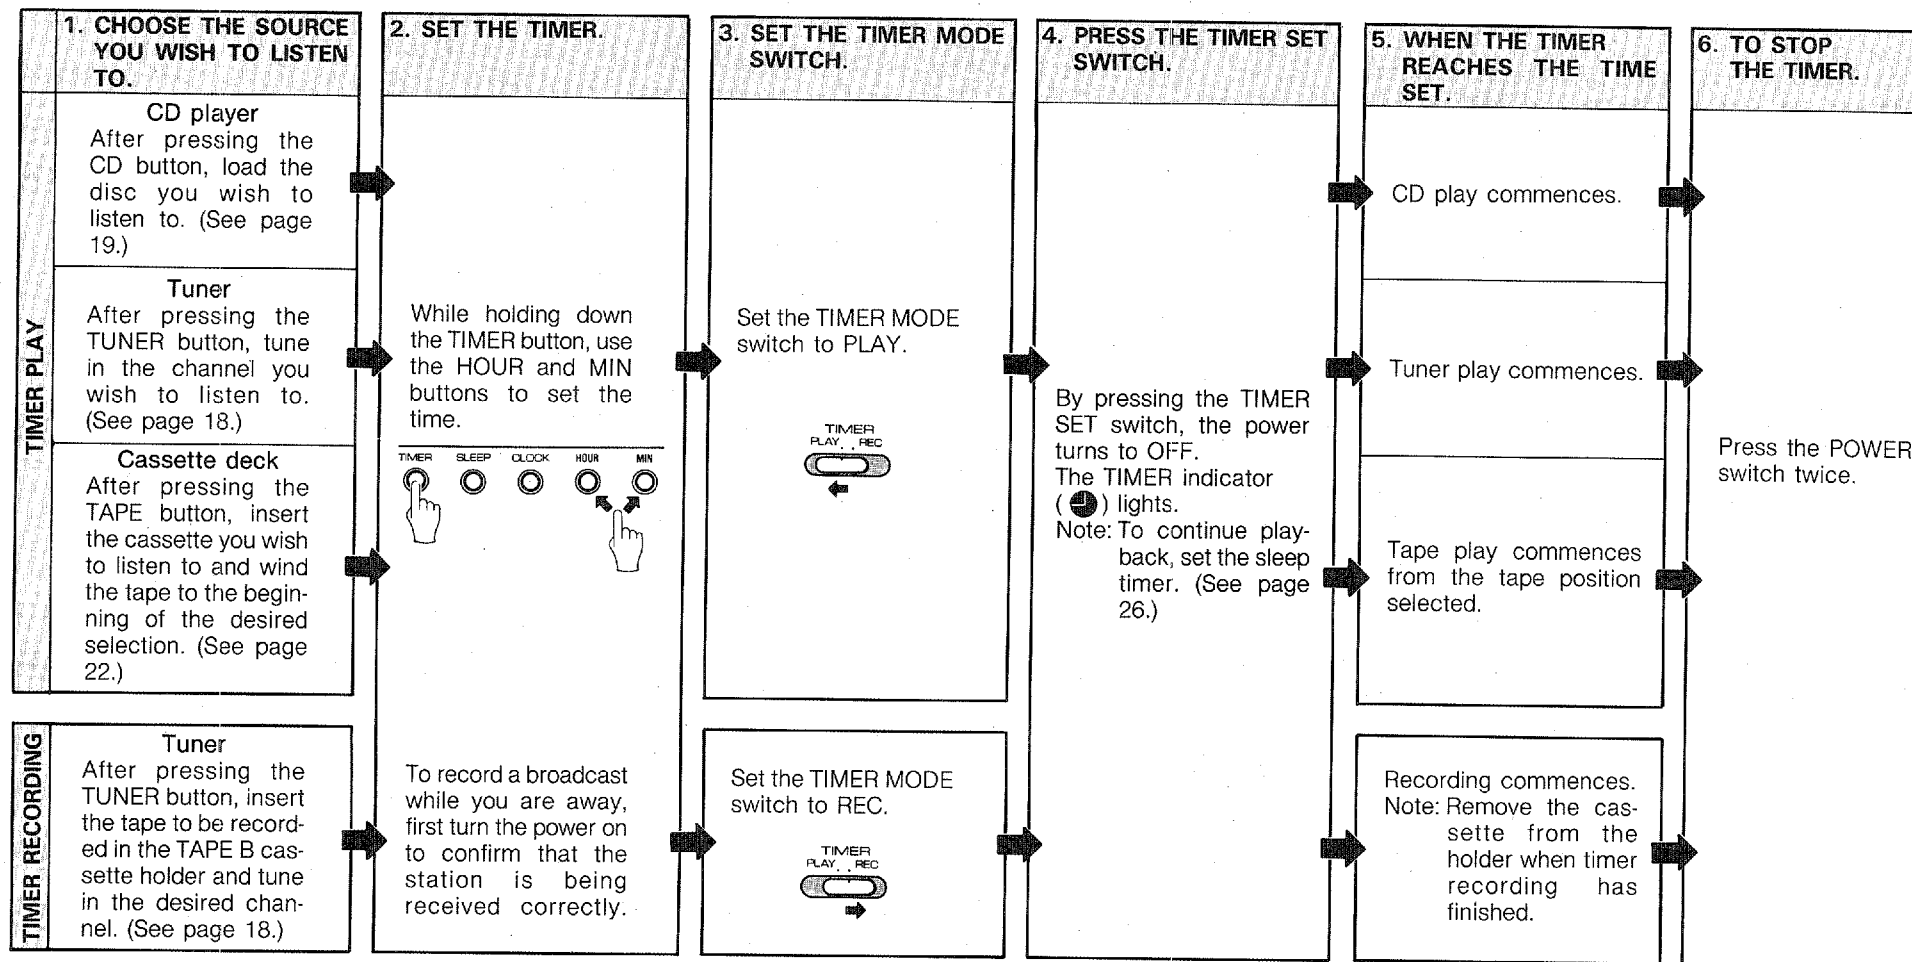 1. CHOOSE THE SOURCE
YOU WISH TO LISTEN
TO.
2. SET THE TIMER.
3. SET THE TIMER MODE
SWITCH.
4. PRESS THE TIMER SET
SWITCH.
5. WHEN THE TIMER
REACHES THE TIME
SET.
6. TO STOP
THE TIMER.
TIMER PLAY
CD player
After pressing the
CD button, load the
disc you wish to
listen to. (See page
19.)
Tuner
After pressing the
TUNER button, tune
in the channel you
wish to listen to.
(See page 18.)
Cassette deck
After pressing the
TAPE button, insert
the cassette you wish
to listen to and wind
the tape to the begin-
ning of the desired
selection. (See page
22.)
While holding down
the TIMER button, use
the HOUR and MIN
buttons to set the
time.
TIMER SLEEP CLOCK HOUR MIN
Set the TIMER MODE
switch to PLAY.
TIMER
PLAY REC
By pressing the TIMER
SET switch, the power
turns to OFF.
The TIMER indicator
( ) lights.
Note: To continue play-
back, set the sleep
timer. (See page
26.)
CD play commences.
Tuner play commences.
Tape play commences
from the tape position
selected.
Press the POWER
switch twice.
TIMER RECORDING
Tuner
After pressing the
TUNER button, insert
the tape to be record-
ed in the TAPE B cas-
sette holder and tune
in the desired chan-
nel. (See page 18.)
To record a broadcast
while you are away,
first turn the power on
to confirm that the
station is being
received correctly.
Set the TIMER MODE
switch to REC.
TIMER
PLAY REC
Recording commences.
Note: Remove the cas-
sette from the
holder when timer
recording has
finished.